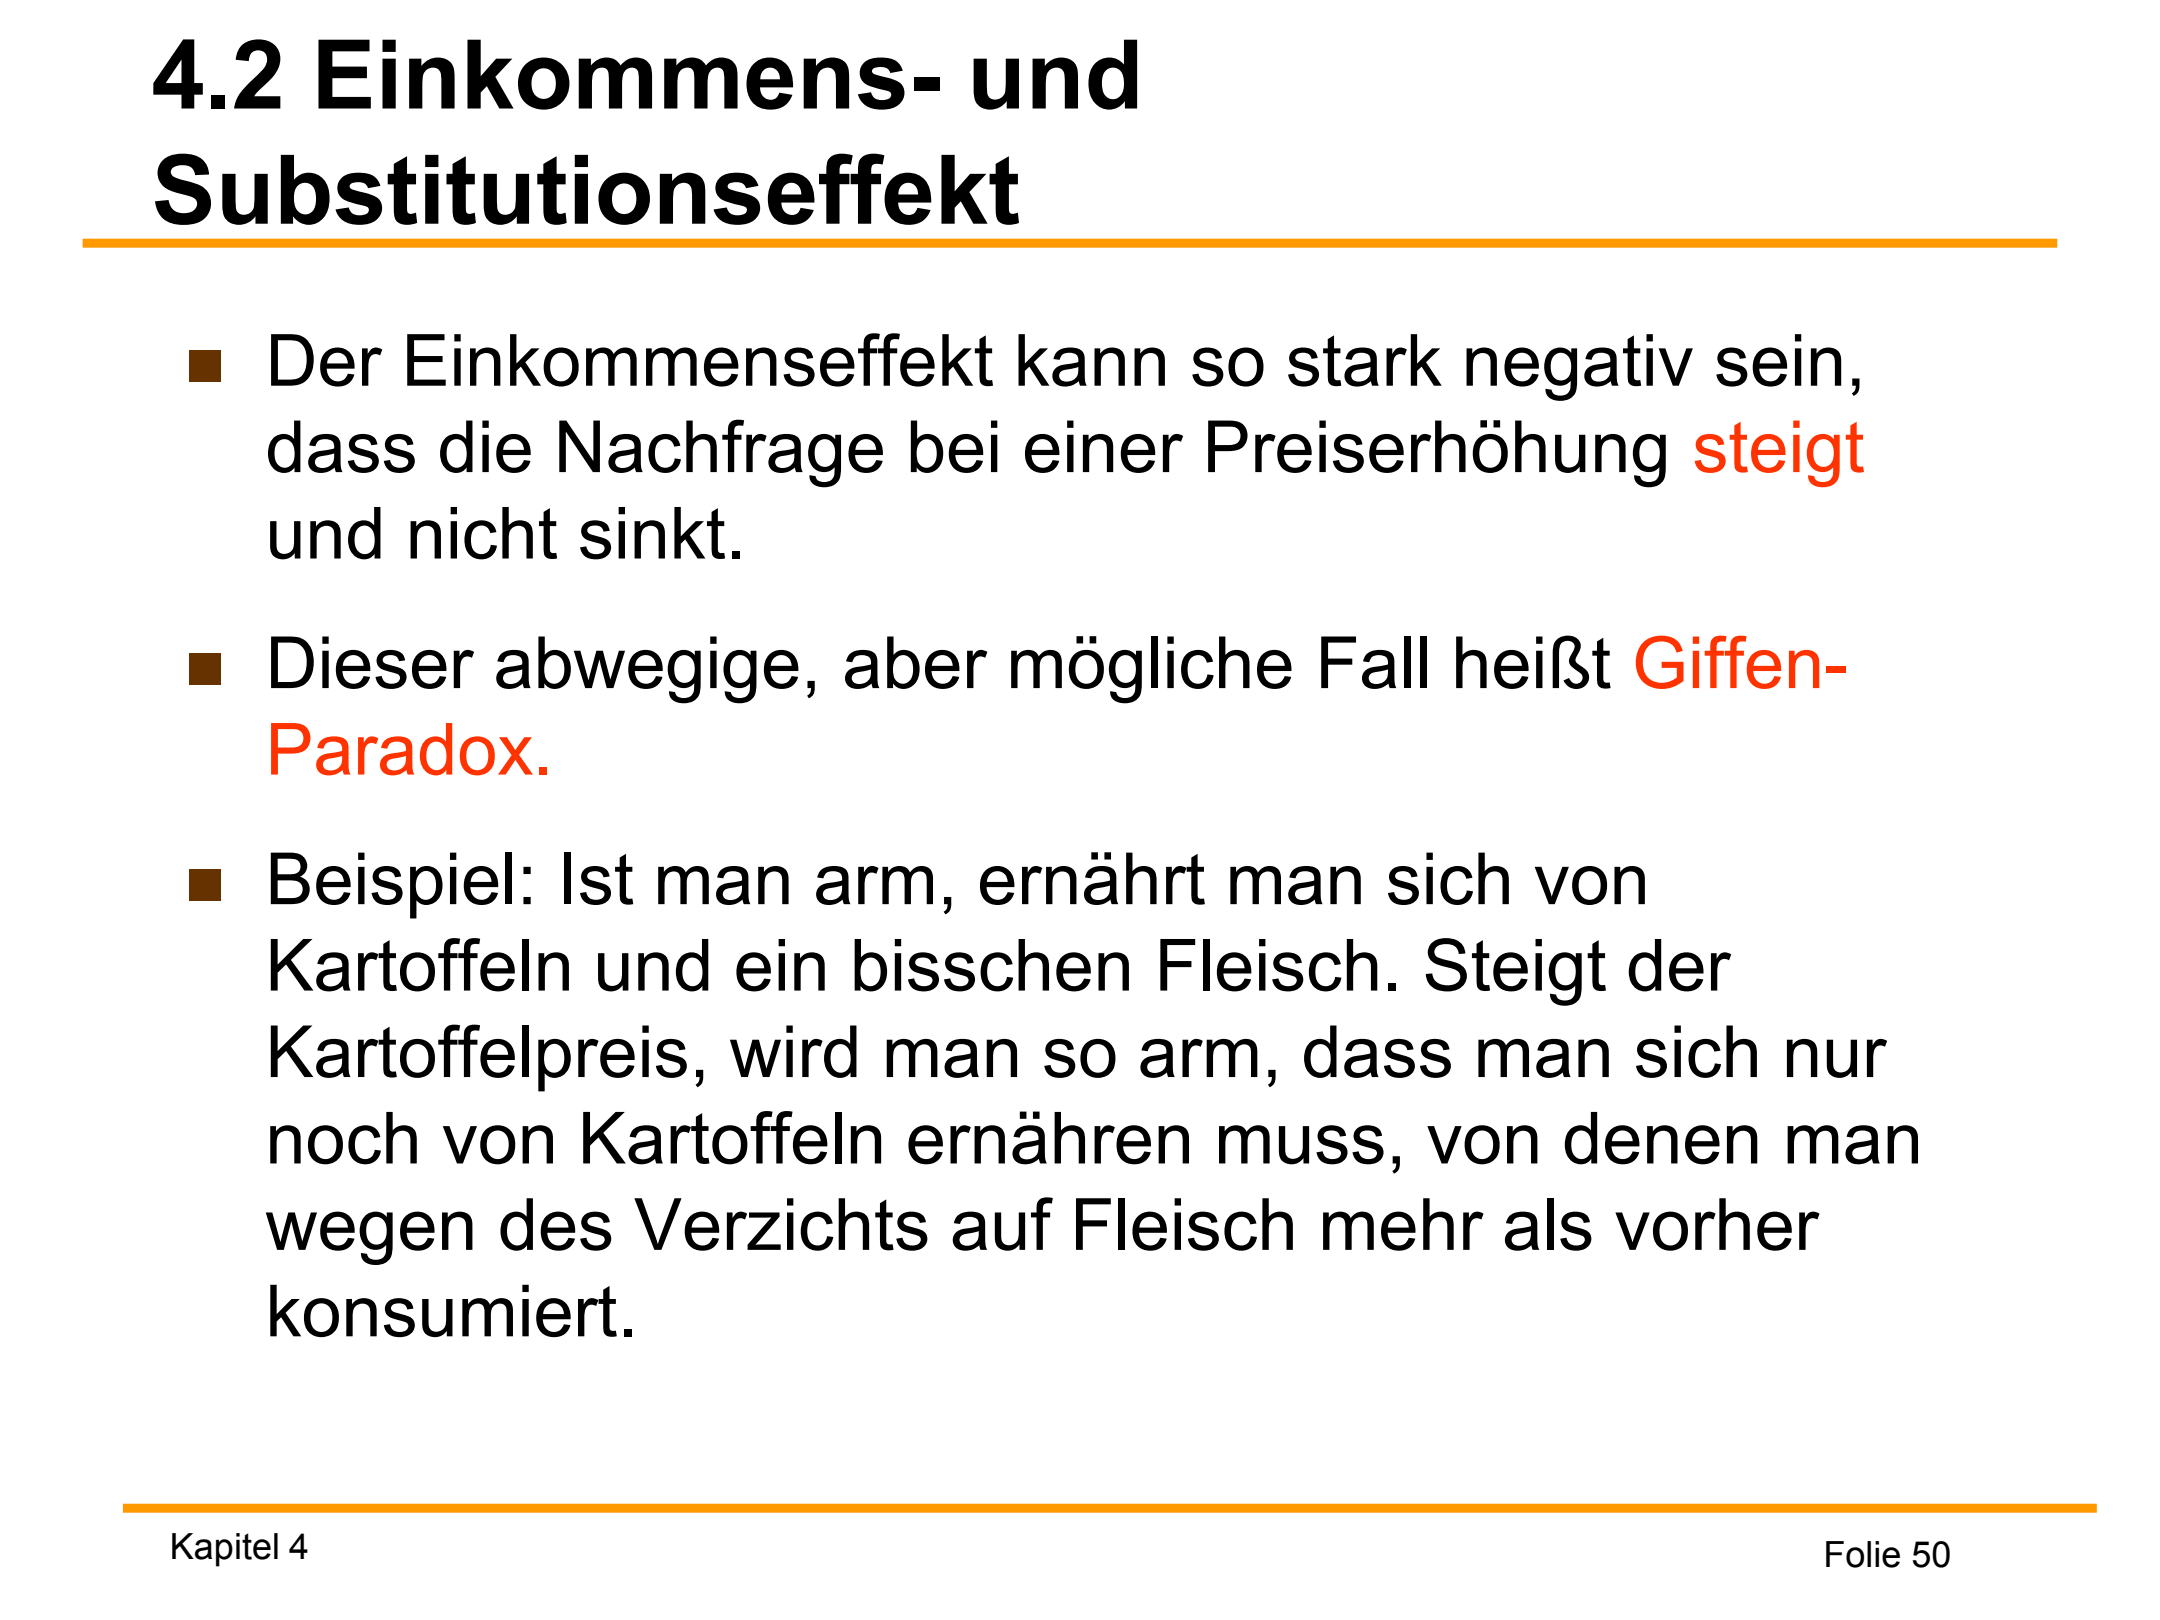 4.2 Einkommens- und
Substitutionseffekt
Der Einkommenseffekt kann so stark negativ sein,
dass die Nachfrage bei einer Preiserhöhung steigt
und nicht sinkt.
Dieser abwegige, aber mögliche Fall heißt Giffen-
Paradox.
Beispiel: Ist man arm, ernährt man sich von
Kartoffeln und ein bisschen Fleisch. Steigt der
Kartoffelpreis, wird man so arm, dass man sich nur
noch von Kartoffeln ernähren muss, von denen man
wegen des Verzichts auf Fleisch mehr als vorher
konsumiert.
Kapitel 4
Folie 50